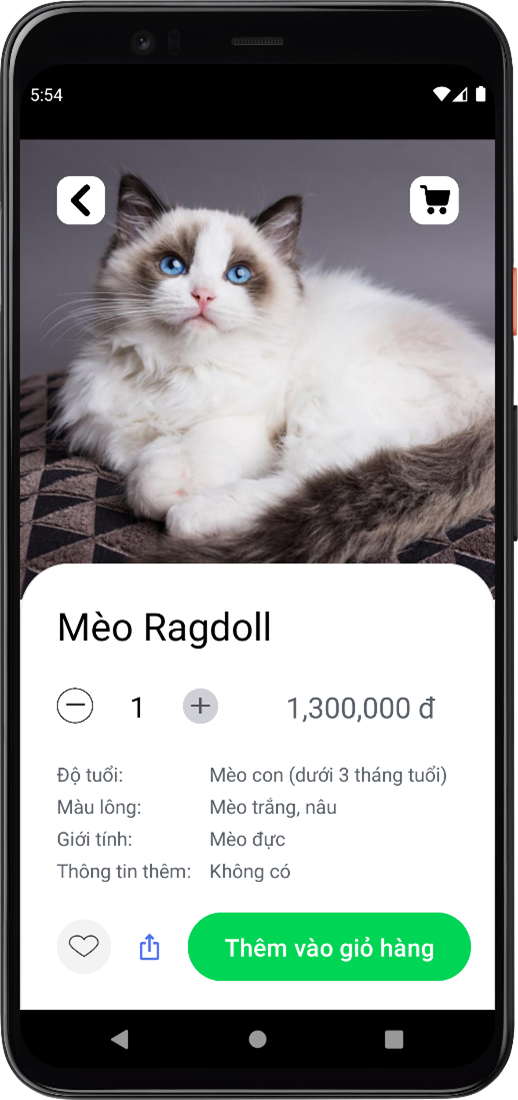 5:54
Mèo Ragdoll
1 1,300,000 đ
Độ tuổi: Mèo con (dưới 3 tháng tuổi)
Màu lông: Mèo trắng, nâu
Giới tính: Mèo đực
Thông tin thêm: Không có
Thêm vào giỏ hàng